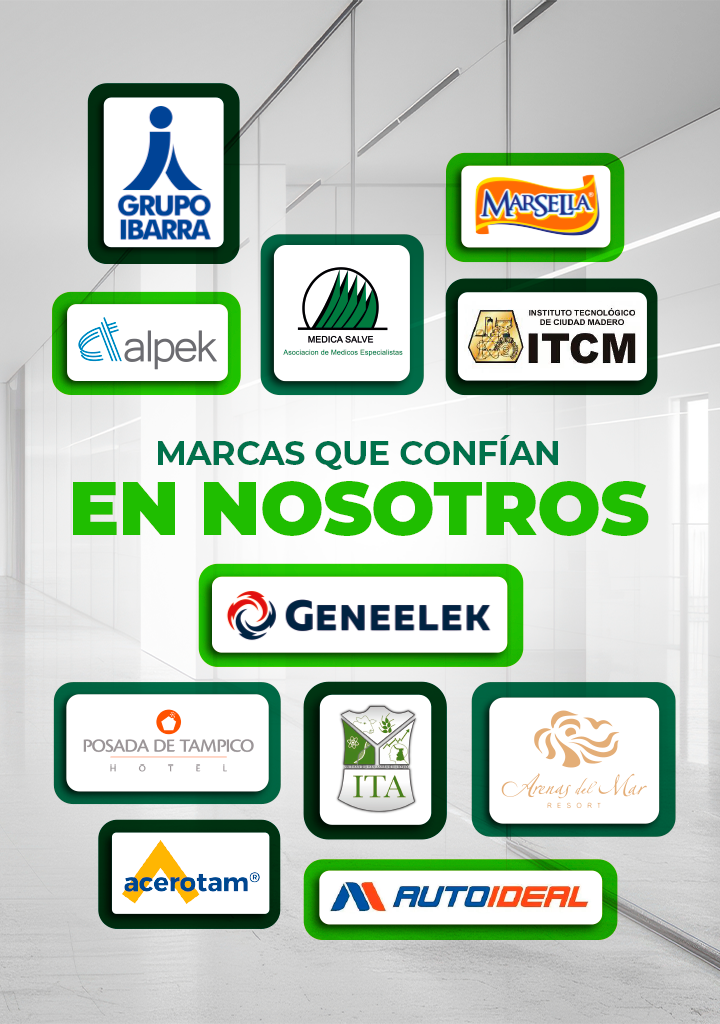 GRUPO
IBARRA
MARSELLA®
MEDICA SALVE
Asociacion de Medicos Especialistas
alpek
INSTITUTO TECNOLÓGICO
DE CIUDAD MADERO
ITCM
MARCAS QUE CONFÍAN
EN NOSOTROS
GENEELEK
POSADA DE TAMPICO
HOTEL
ITA
Arenas del Mar
RESORT
acerotam®
AUTOIDEAL